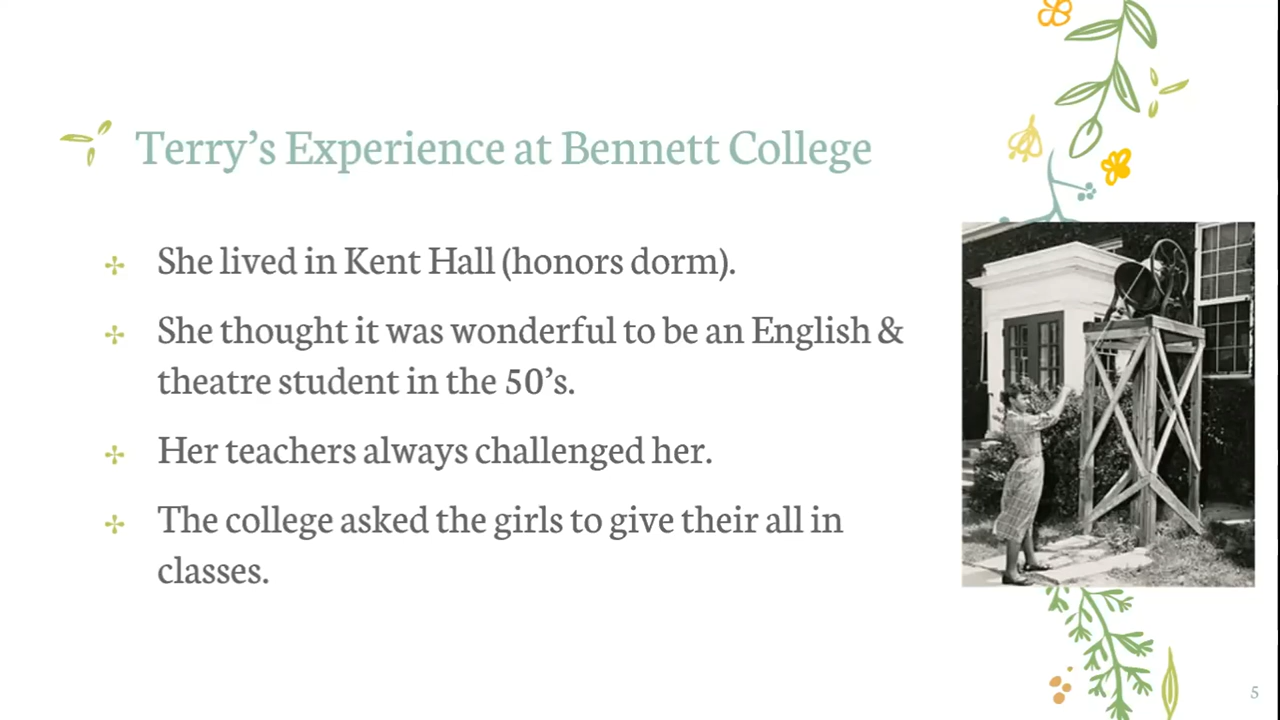 Terry’s Experience at Bennett College
She lived in Kent Hall (honors dorm).
She thought it was wonderful to be an English &
theatre student in the 50’s.
Her teachers always challenged her.
The college asked the girls to give their all in
classes.
5